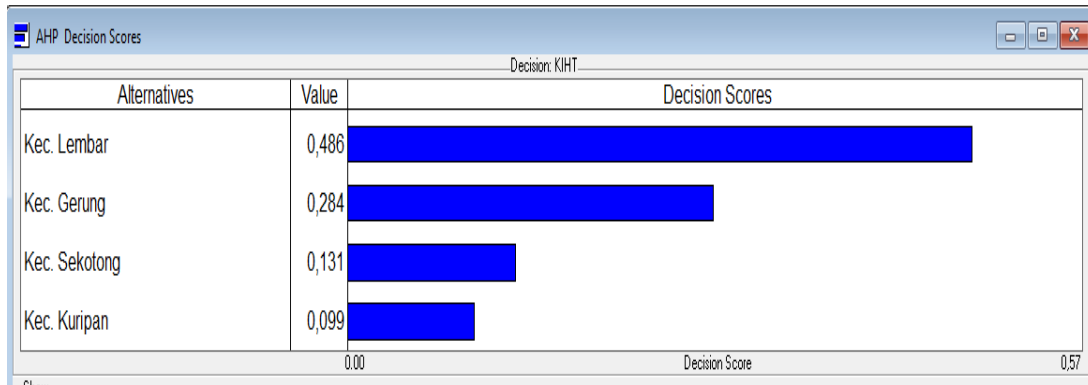 AHP Decision Scores
Decision: KIHT
Alternatives Value Decision Scores
Kec. Lembar 0,486
Kec. Gerung 0,284
Kec. Sekotong 0,131
Kec. Kuripan 0,099
0.00 Decision Score 0,57